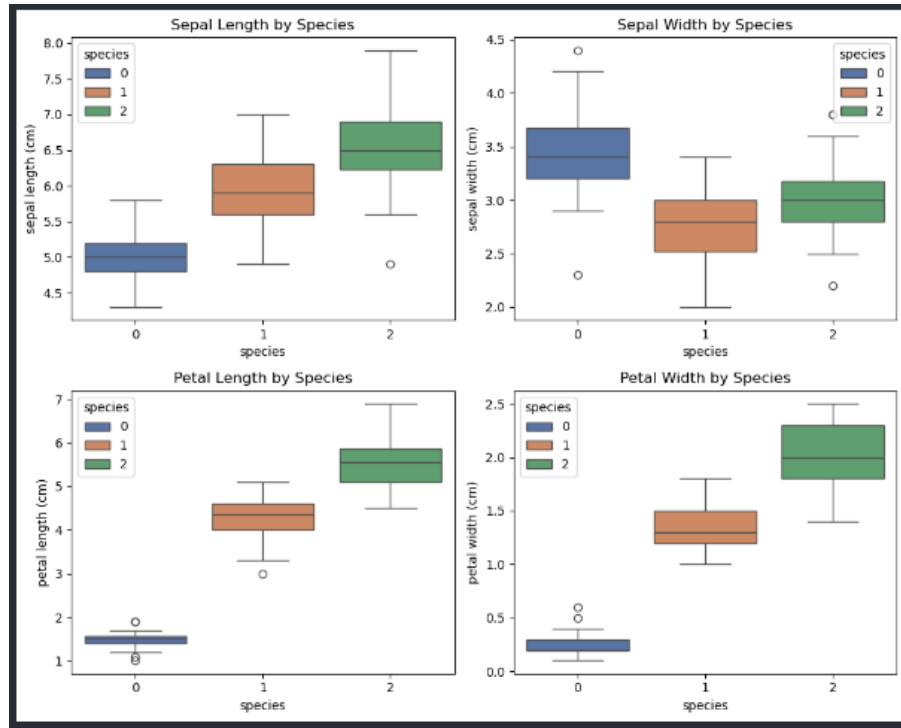 Sepal Length by Species
8.0
7.5
7.0
6.5
6.0
5.5
5.0
4.5
sepal length (cm)
species
0
1
2
0 1 2
species
Sepal Width by Species
4.5
4.0
3.5
3.0
2.5
2.0
sepal width (cm)
species
0
1
2
0 1 2
species
Petal Length by Species
7
6
5
4
3
2
1
petal length (cm)
species
0
1
2
0 1 2
species
Petal Width by Species
2.5
2.0
1.5
1.0
0.5
0.0
petal width (cm)
species
0
1
2
0 1 2
species